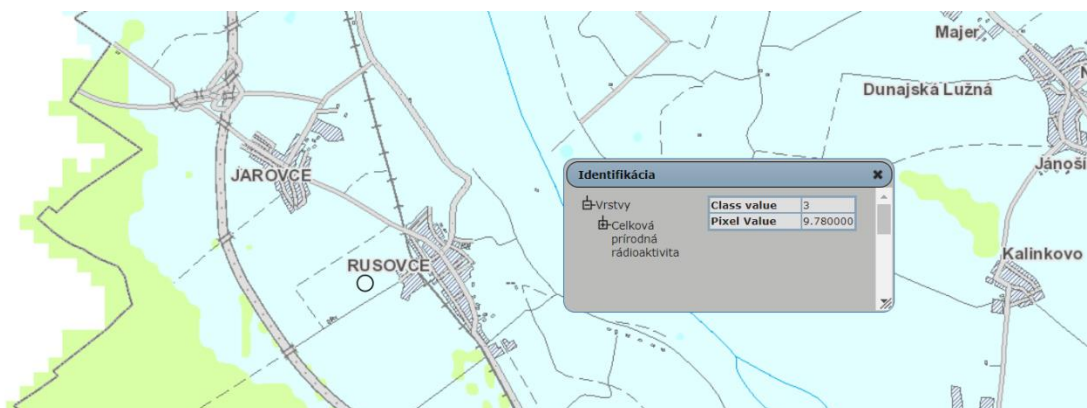 Majer
Dunajská Lužná
Jánoši
JAROVCE
Identifikácia
Vrstvy
Celková
prírodná
rádioaktivita
Class value 3
Pixel Value 9.780000
Kalinkovo
RUSOVCE